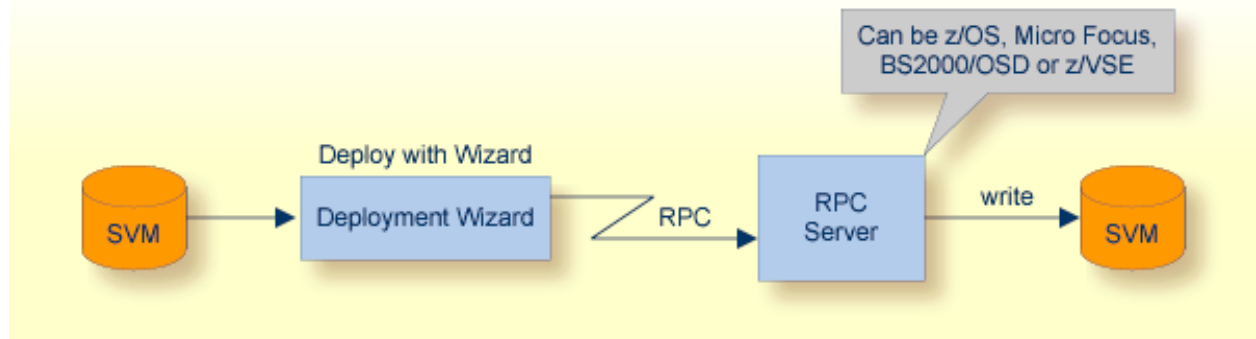 Can be z/OS, Micro Focus,
BS2000/OSD or z/VSE
Deploy with Wizard
SVM
Deployment Wizard
RPC
RPC
Server
write
SVM